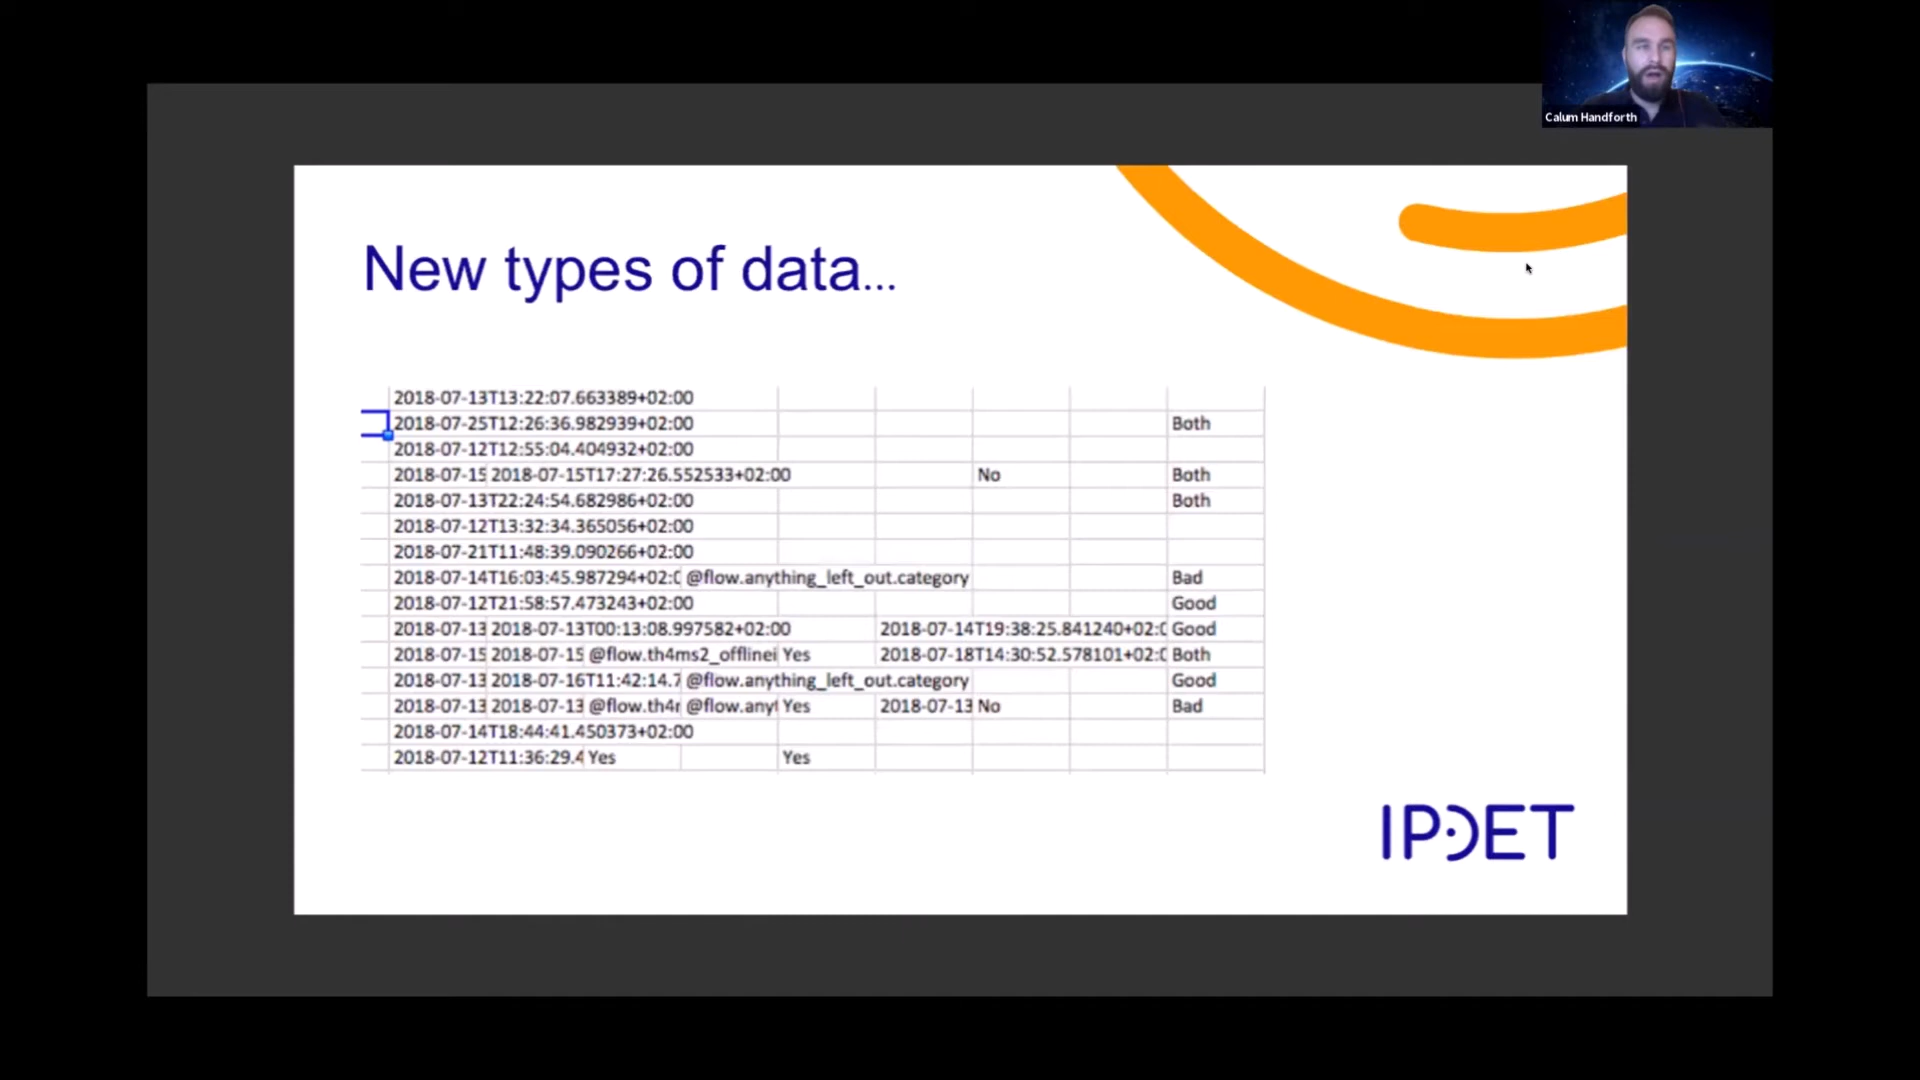 Calum Handforth
New types of data...
2018-07-13T13:22:07.663389+02:00
2018-07-25T12:26:36.982939+02:00 Both
2018-07-12T12:55:04.404932+02:00
2018-07-15 2018-07-15T17:27:26.552533+02:00 No Both
2018-07-13T22:24:54.682986+02:00 Both
2018-07-12T13:32:34.365056+02:00
2018-07-21T11:48:39.090266+02:00
2018-07-14T16:03:45.987294+02:0 @flow.anything_left_out.category Bad
2018-07-12T21:58:57.473243+02:00 Good
2018-07-13 2018-07-13T00:13:08.997582+02:00 2018-07-14T19:38:25.841240+02:0 Good
2018-07-15 2018-07-15 @flow.th4ms2_offlinei Yes 2018-07-18T14:30:52.578101+02:0 Both
2018-07-13 2018-07-16T11:42:14.7 @flow.anything_left_out.category Good
2018-07-13 2018-07-13 @flow.th4r @flow.anyt Yes 2018-07-13 No Bad
2018-07-14T18:44:41.450373+02:00
2018-07-12T11:36:29.4 Yes Yes
IPDET